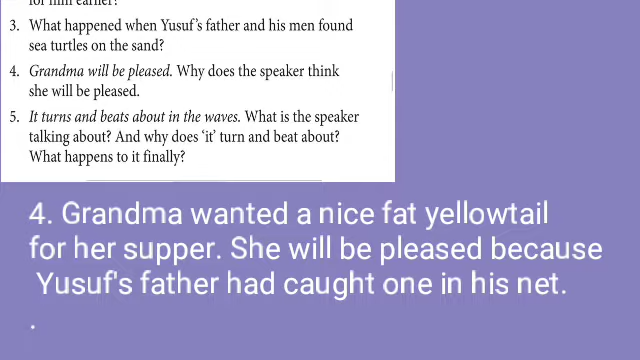 for him earlier?
3. What happened when Yusuf's father and his men found
sea turtles on the sand?
4. Grandma will be pleased. Why does the speaker think
she will be pleased.
5. It turns and beats about in the waves. What is the speaker
talking about? And why does 'it' turn and beat about?
What happens to it finally?
4. Grandma wanted a nice fat yellowtail
for her supper. She will be pleased because
Yusuf's father had caught one in his net.
.